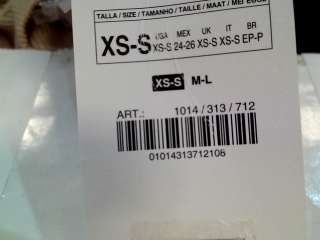 TALLA / SIZE / TAMANHO / TAILLE / MAAT /
USA MEX UK IT BR
XS-S XS-S 24-26 XS-S XS-S EP-P
XS-S M-L
ART.: 1014 / 313 / 712
01014313712108